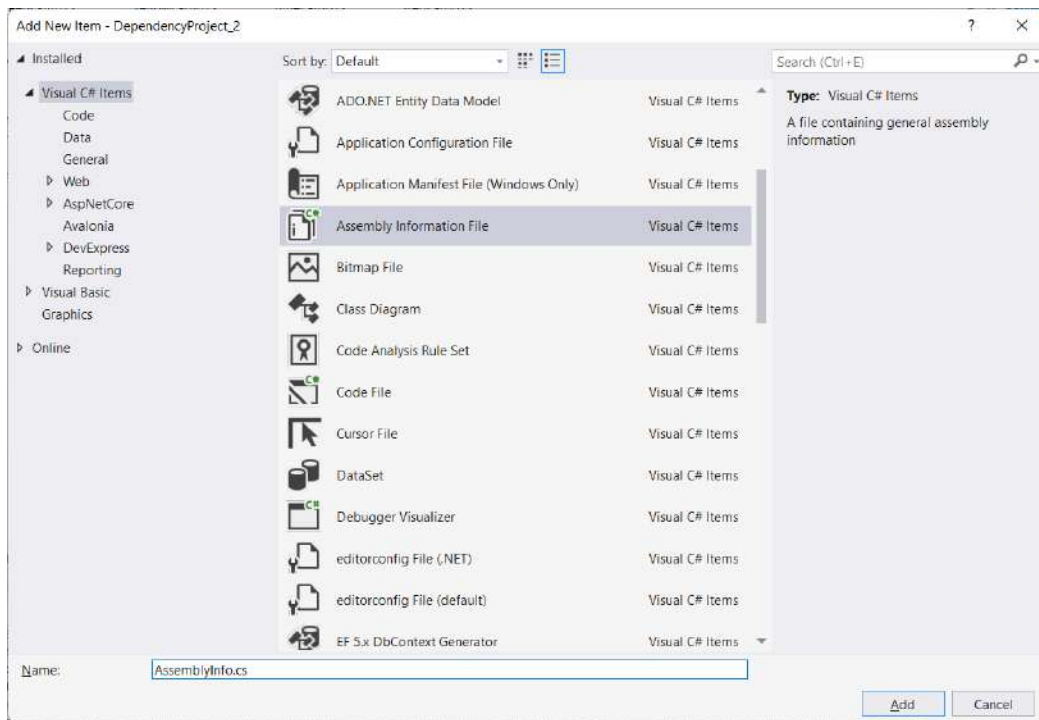 Add New Item - DependencyProject_2
? ×
Installed
Sort by: Default
Search (Ctrl+E)
Visual C# Items
Code
Data
General
Web
AspNetCore
Avalonia
DevExpress
Reporting
Visual Basic
Graphics
Online
ADO.NET Entity Data Model Visual C# Items
Application Configuration File Visual C# Items
Application Manifest File (Windows Only) Visual C# Items
Assembly Information File Visual C# Items
Bitmap File Visual C# Items
Class Diagram Visual C# Items
Code Analysis Rule Set Visual C# Items
Code File Visual C# Items
Cursor File Visual C# Items
DataSet Visual C# Items
Debugger Visualizer Visual C# Items
editorconfig File (.NET) Visual C# Items
editorconfig File (default) Visual C# Items
EF 5.x DbContext Generator Visual C# Items
Type: Visual C# Items
A file containing general assembly
information
Name: AssemblyInfo.cs
Add Cancel